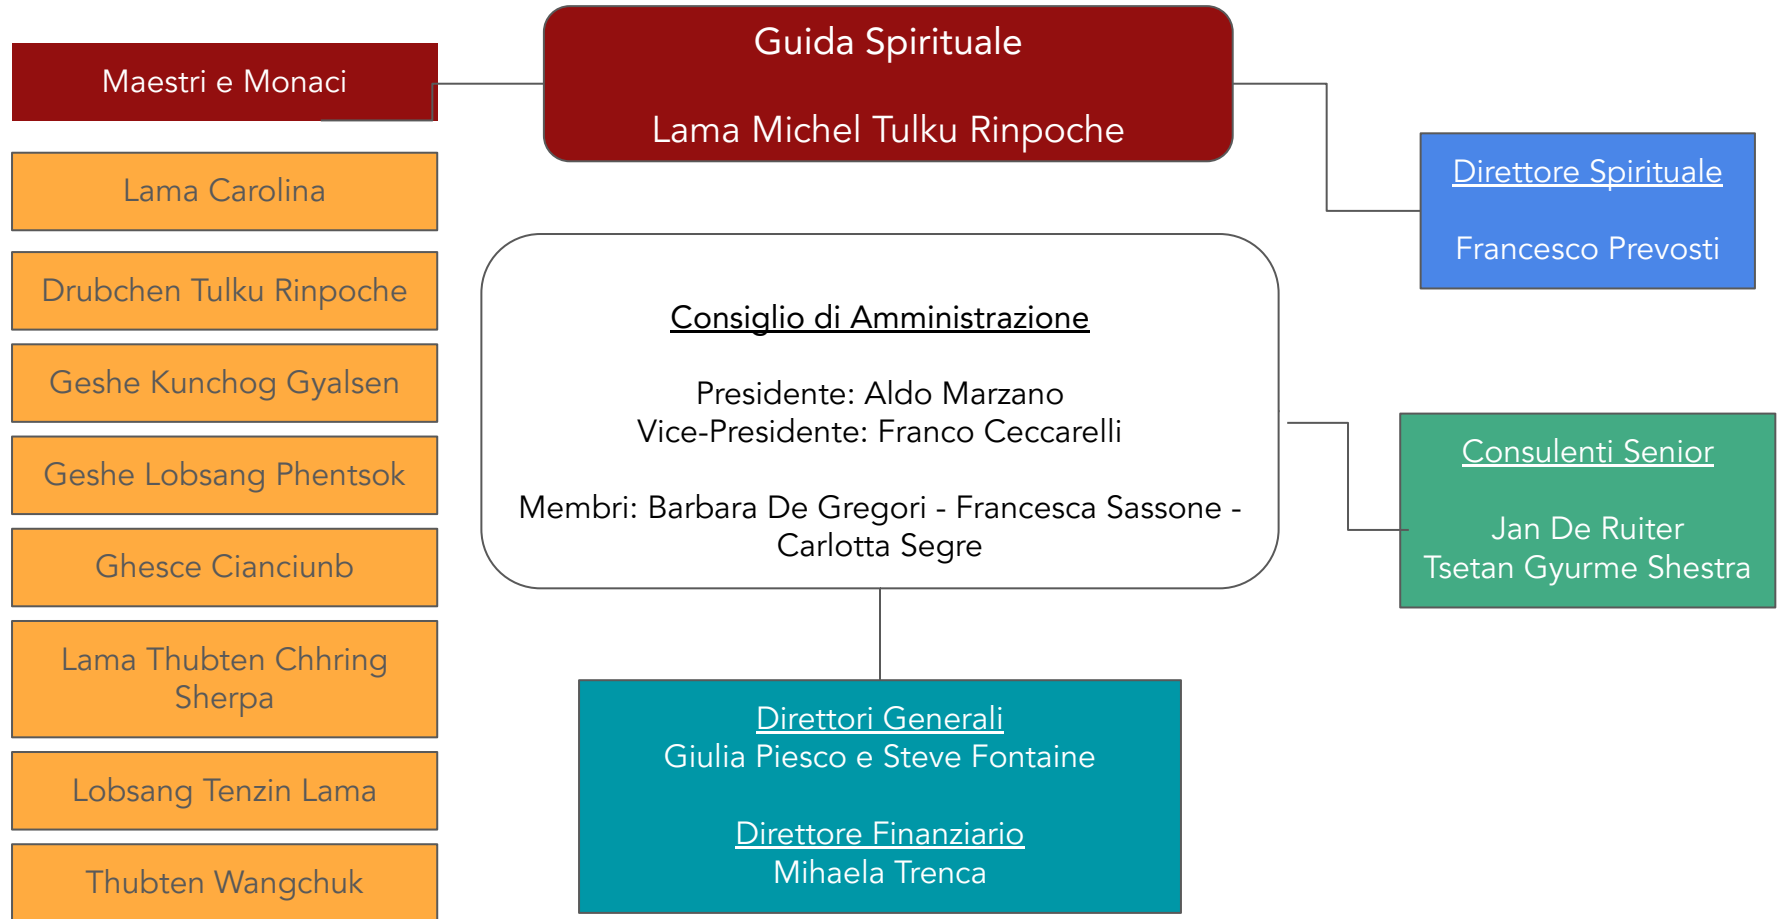 Guida Spirituale
Lama Michel Tulku Rinpoche
Maestri e Monaci
Lama Carolina
Drubchen Tulku Rinpoche
Geshe Kunchog Gyalsen
Geshe Lobsang Phentsok
Ghesce Cianciunb
Lama Thubten Chhring
Sherpa
Lobsang Tenzin Lama
Thubten Wangchuk
Consiglio di Amministrazione
Presidente: Aldo Marzano
Vice-Presidente: Franco Ceccarelli
Membri: Barbara De Gregori - Francesca Sassone -
Carlotta Segre
Direttori Generali
Giulia Piesco e Steve Fontaine
Direttore Finanziario
Mihaela Trenca
Direttore Spirituale
Francesco Prevosti
Consulenti Senior
Jan De Ruiter
Tsetan Gyurme Shestra